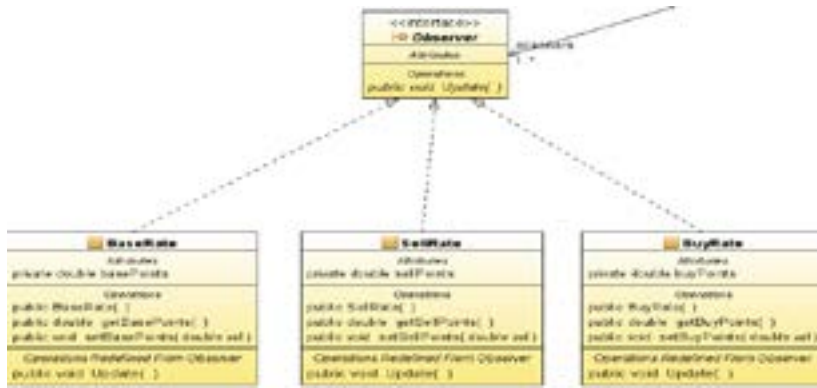 <<interface>>
Observer
Attributes
Operations
public void Update( )
1..*
BaseRate
Attributes
private double basePoints
Operations
public BaseRate( )
public double getBasePoints( )
public void setBasePoints( double val )
Operations Redefined From Observer
public void Update( )
SellRate
Attributes
private double sellPoints
Operations
public SellRate( )
public double getSellPoints( )
public void setSellPoints( double val )
Operations Redefined From Observer
public void Update( )
BuyRate
Attributes
private double buyPoints
Operations
public BuyRate( )
public double getBuyPoints( )
public void setBuyPoints( double val )
Operations Redefined From Observer
public void Update( )